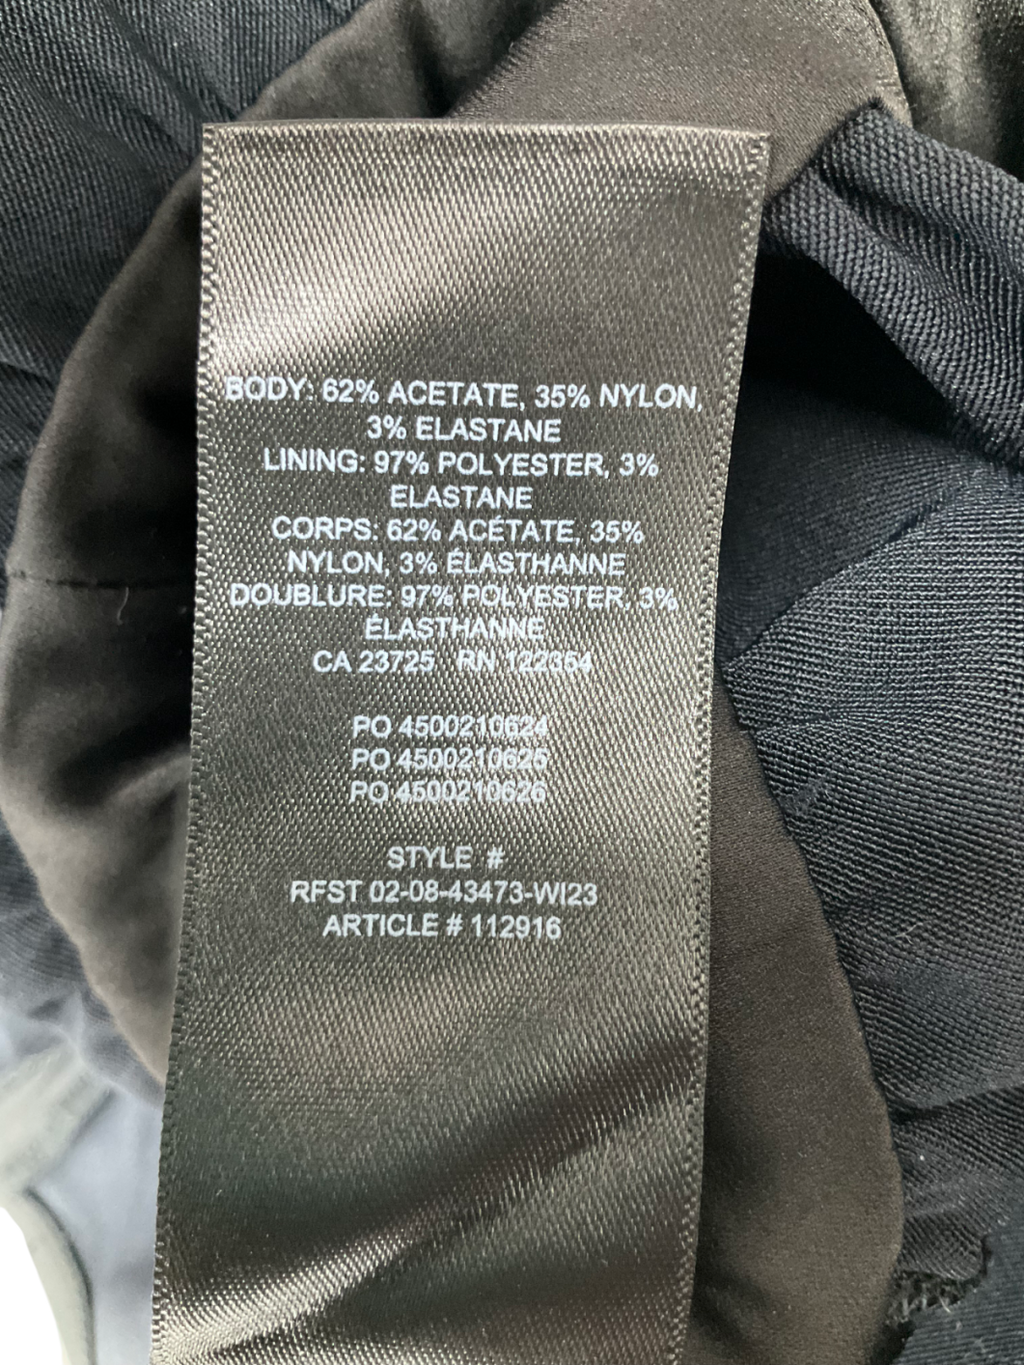 BODY: 62% ACETATE, 35% NYLON,
3% ELASTANE
LINING: 97% POLYESTER, 3%
ELASTANE
CORPS: 62% ACÉTATE, 35%
NYLON, 3% ÉLASTHANNE
DOUBLURE: 97% POLYESTER, 3%
ÉLASTHANNE
CA 23725 RN 122354
PO 4500210624
PO 4500210625
PO 4500210626
STYLE #
RFST 02-08-43473-WI23
ARTICLE # 112916